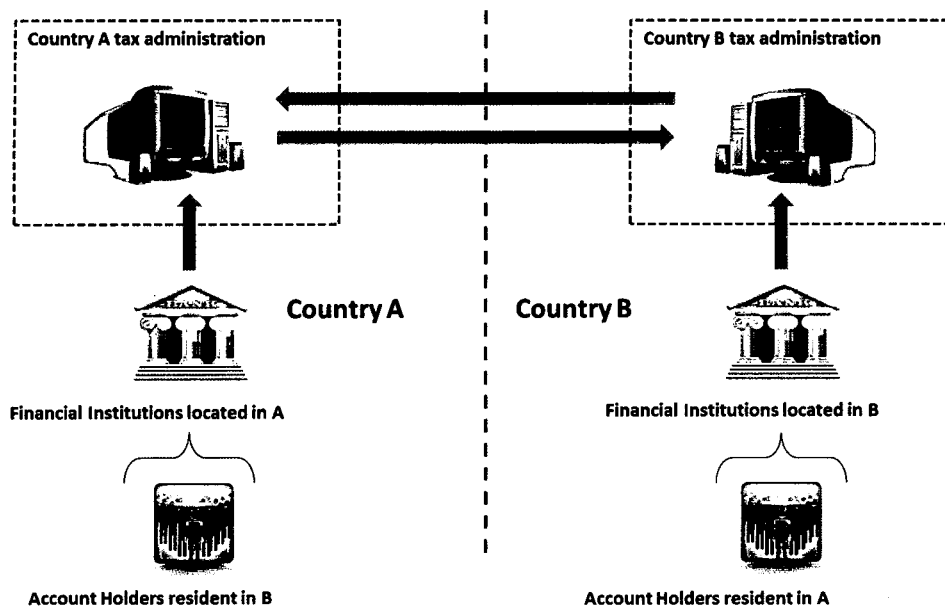 Country A tax administration
Country B tax administration
Country A
Country B
Financial Institutions located in A
Financial Institutions located in B
Account Holders resident in B
Account Holders resident in A